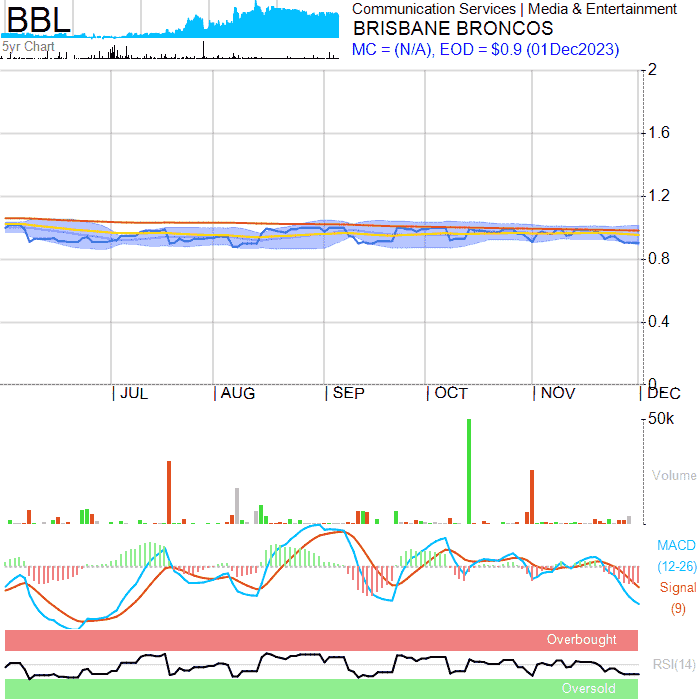 BBL
5yr Chart
Communication Services | Media & Entertainment
BRISBANE BRONCOS
MC = (N/A), EOD = $0.9 (01Dec2023)
2
1.6
1.2
0.8
0.4
0
JUL AUG SEP OCT NOV DEC
50k
Volume
MACD
(12-26)
Signal
(9)
Overbought
RSI(14)
Oversold